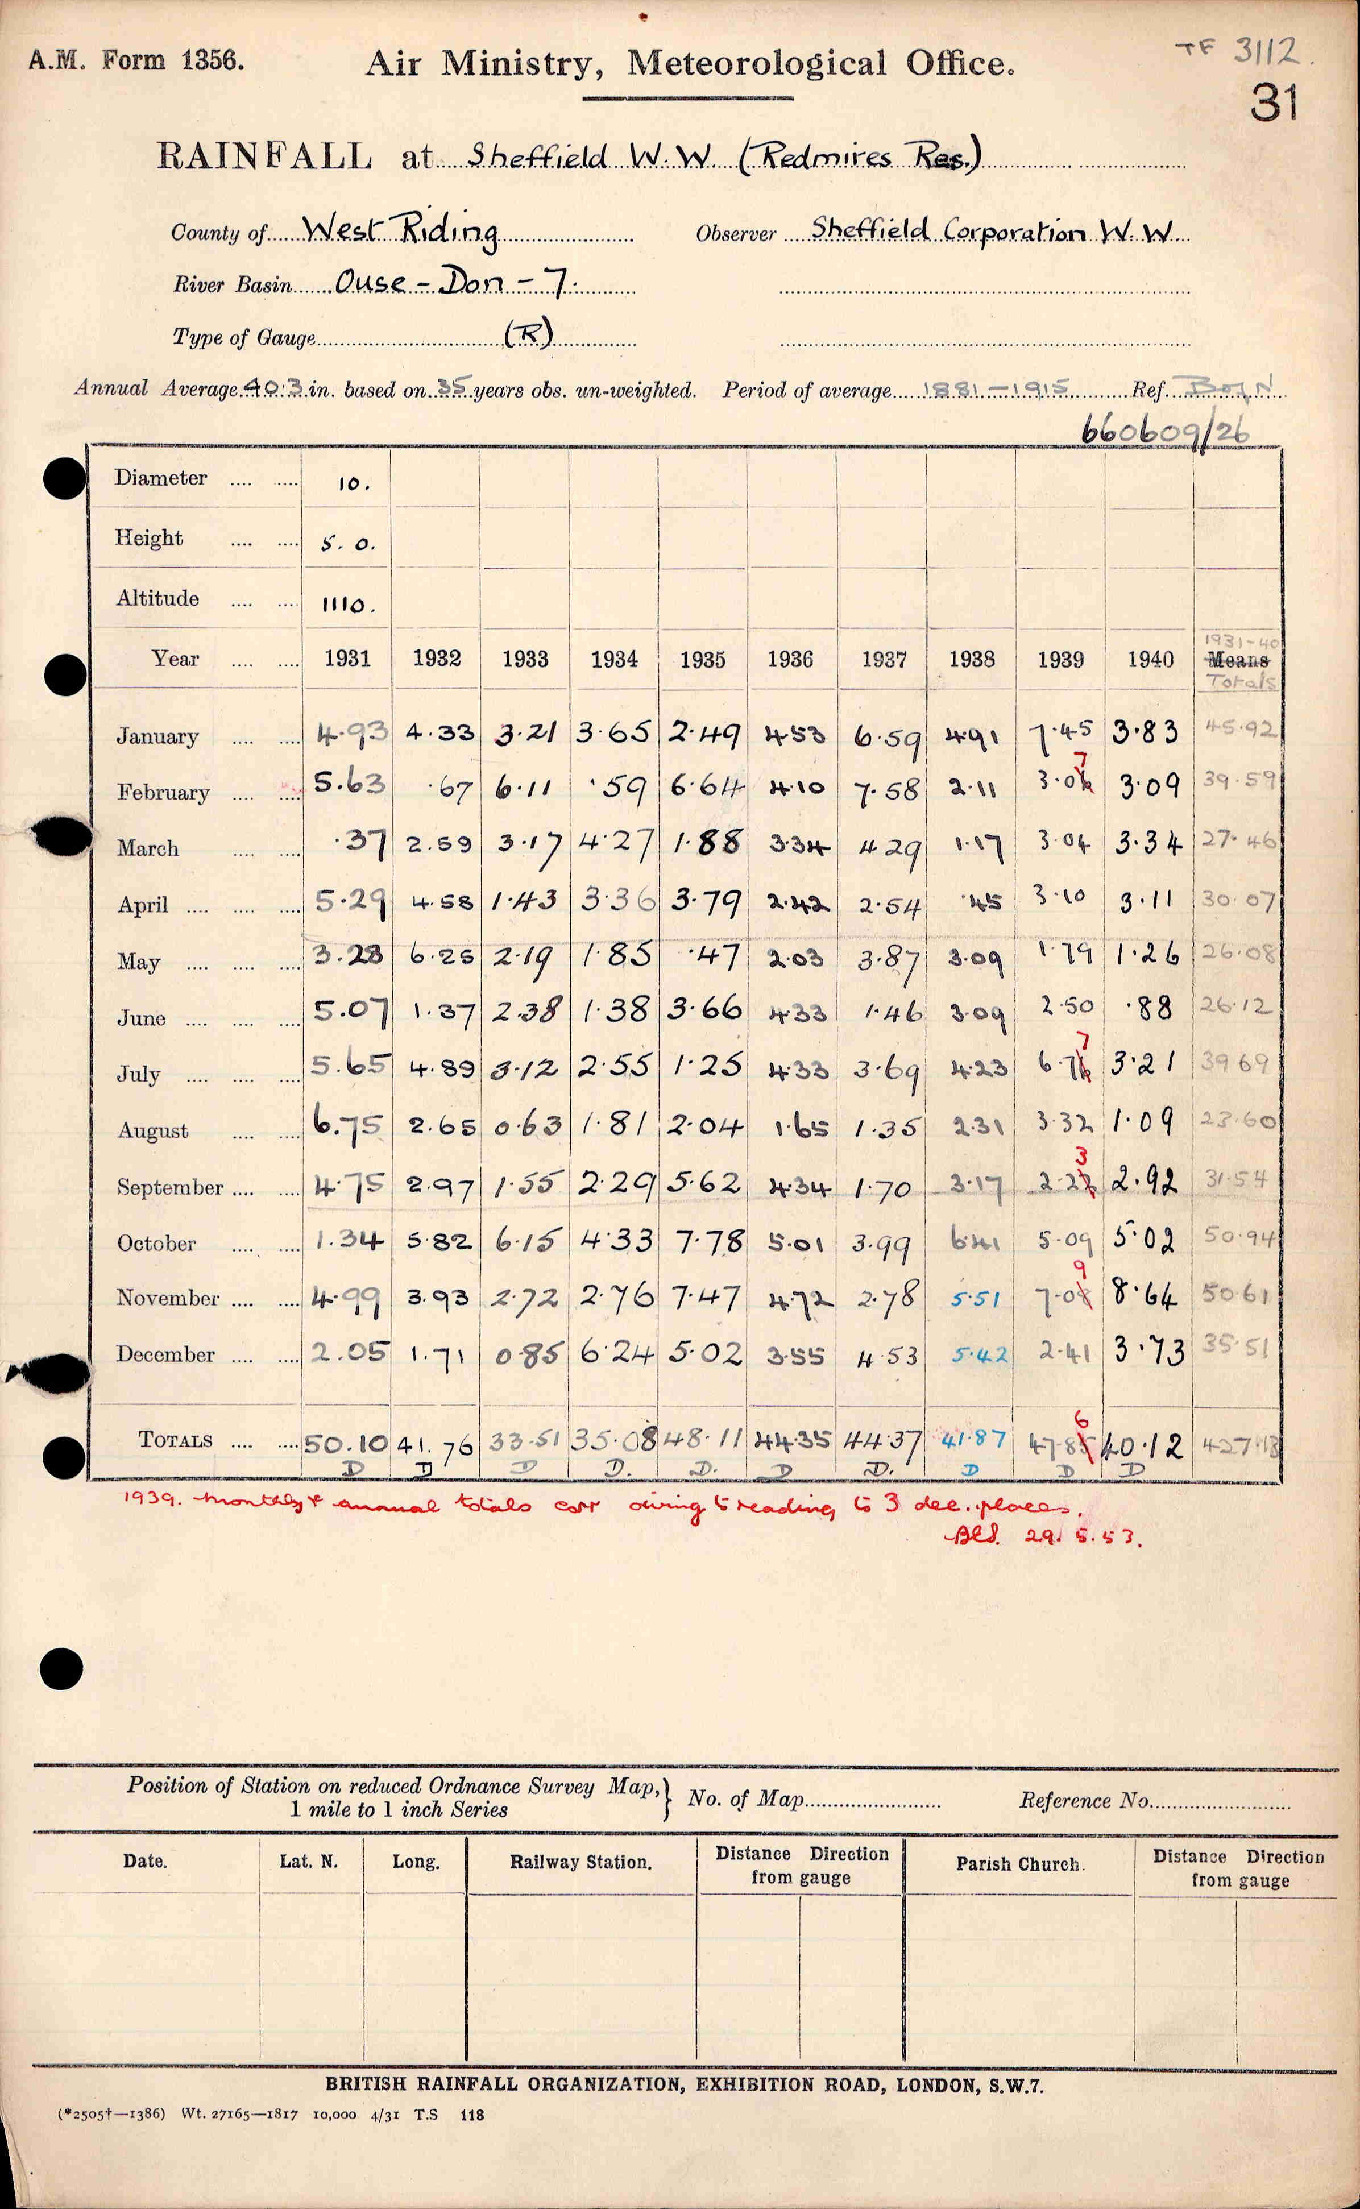 TF 3112.
A.M. Form 1356.
Air Ministry, Meteorological Office.
31
RAINFALL at Sheffield W.W. (Redmires Res.)
County of West Riding Observer Sheffield Corporation W.W.
River Basin Ouse - Don - 7.
Type of Gauge (R)
Annual Average 40.3 in. based on 35 years obs. un-weighted. Period of average 1881-1915 Ref.
660609/26
Diameter 10.
Height 5.0.
Altitude 1110.
1931-40
Year 1931 1932 1933 1934 1935 1936 1937 1938 1939 1940 Means
Totals
January 4.93 4.33 3.21 3.65 2.49 4.53 6.59 4.91 7.45 3.83 45.92
February 5.63 .67 6.11 .59 6.64 4.10 7.58 2.11 3.06 7 3.09 39.59
March .37 2.59 3.17 4.27 1.88 3.34 4.29 1.17 3.04 3.34 27.46
April 5.29 4.58 1.43 3.36 3.79 2.42 2.54 .45 3.10 3.11 30.07
May 3.28 6.25 2.19 1.85 .47 2.03 3.87 3.09 1.79 1.26 26.08
June 5.07 1.37 2.38 1.38 3.66 4.33 1.46 3.09 2.50 .88 26.12
July 5.65 4.89 3.12 2.55 1.25 4.33 3.69 4.23 6.76 7 3.21 39.69
August 6.75 2.65 0.63 1.81 2.04 1.65 1.35 2.31 3.32 1.09 23.60
September 4.75 2.97 1.55 2.29 5.62 4.34 1.70 3.17 2.22 3 2.92 31.54
October 1.34 5.82 6.15 4.33 7.78 5.01 3.99 6.41 5.09 5.02 50.94
November 4.99 3.93 2.72 2.76 7.47 4.72 2.78 5.51 7.08 9 8.64 50.61
December 2.05 1.71 0.85 6.24 5.02 3.55 4.53 5.42 2.41 3.73 35.51
TOTALS 50.10 41.76 33.51 35.08 48.11 44.35 44.37 41.87 47.85 6 40.12 427.13
D D D D. D. D D. D D D
1939. monthly & annual totals corr owing to reading to 3 dec. places.
29.5.53.
Position of Station on reduced Ordnance Survey Map, 1 mile to 1 inch Series } No. of Map Reference No.
Date. Lat. N. Long. Railway Station. Distance Direction from gauge Parish Church. Distance Direction from gauge
BRITISH RAINFALL ORGANIZATION, EXHIBITION ROAD, LONDON, S.W.7.
(*2505†—1386) Wt. 27165—1817 10,000 4/31 T.S 118